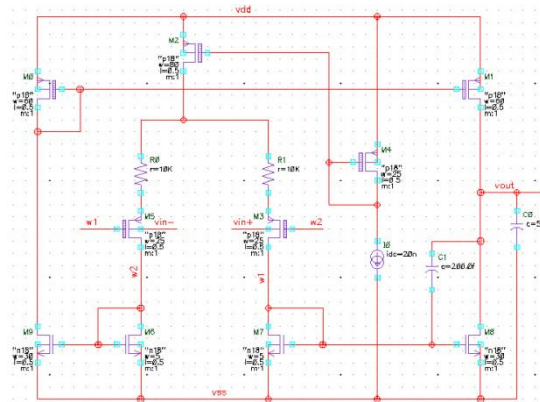 vdd
M2
"p18"
w=80
l=0.5
m:1
M0
"p18"
w=60
l=0.5
m:1
M1
"p18"
w=60
l=0.5
m:1
M4
"p18"
w=25
l=0.5
m:1
R0
r=10K
R1
r=10K
vout
C0
c=5
w1
vin-
M5
"p18"
l=0.5
m:1
vin+
M3
w2
"p18"
l=0.5
m:1
w2
w1
I6
idc=20n
C1
c=200.0f
M9
"n18"
w=30
l=0.5
m:1
M6
"n18"
w=5
l=0.5
m:1
M7
"n18"
w=5
l=0.5
m:1
M8
"n18"
w=30
l=0.5
m:1
vss